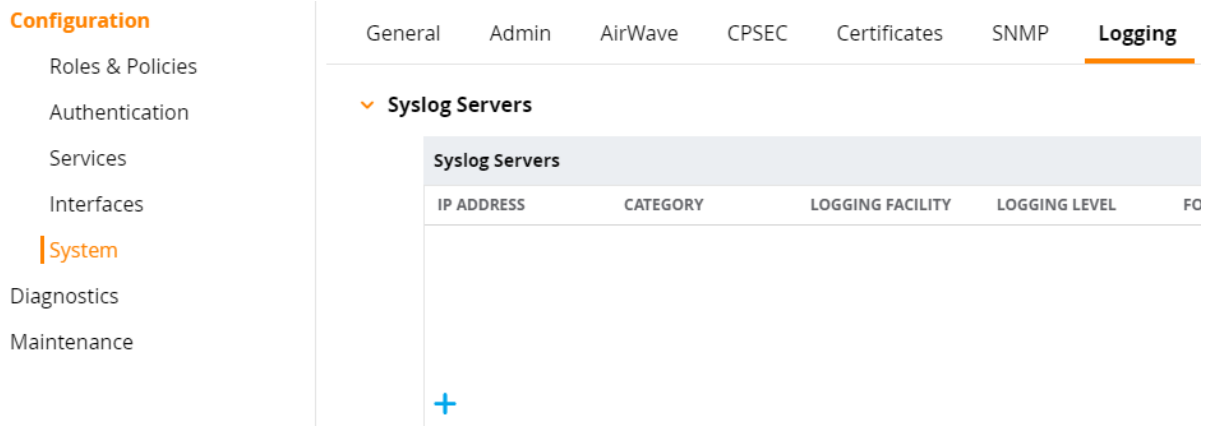 Configuration
Roles & Policies
Authentication
Services
Interfaces
System
Diagnostics
Maintenance
General Admin AirWave CPSEC Certificates SNMP Logging
Syslog Servers
Syslog Servers
IP ADDRESS CATEGORY LOGGING FACILITY LOGGING LEVEL FO